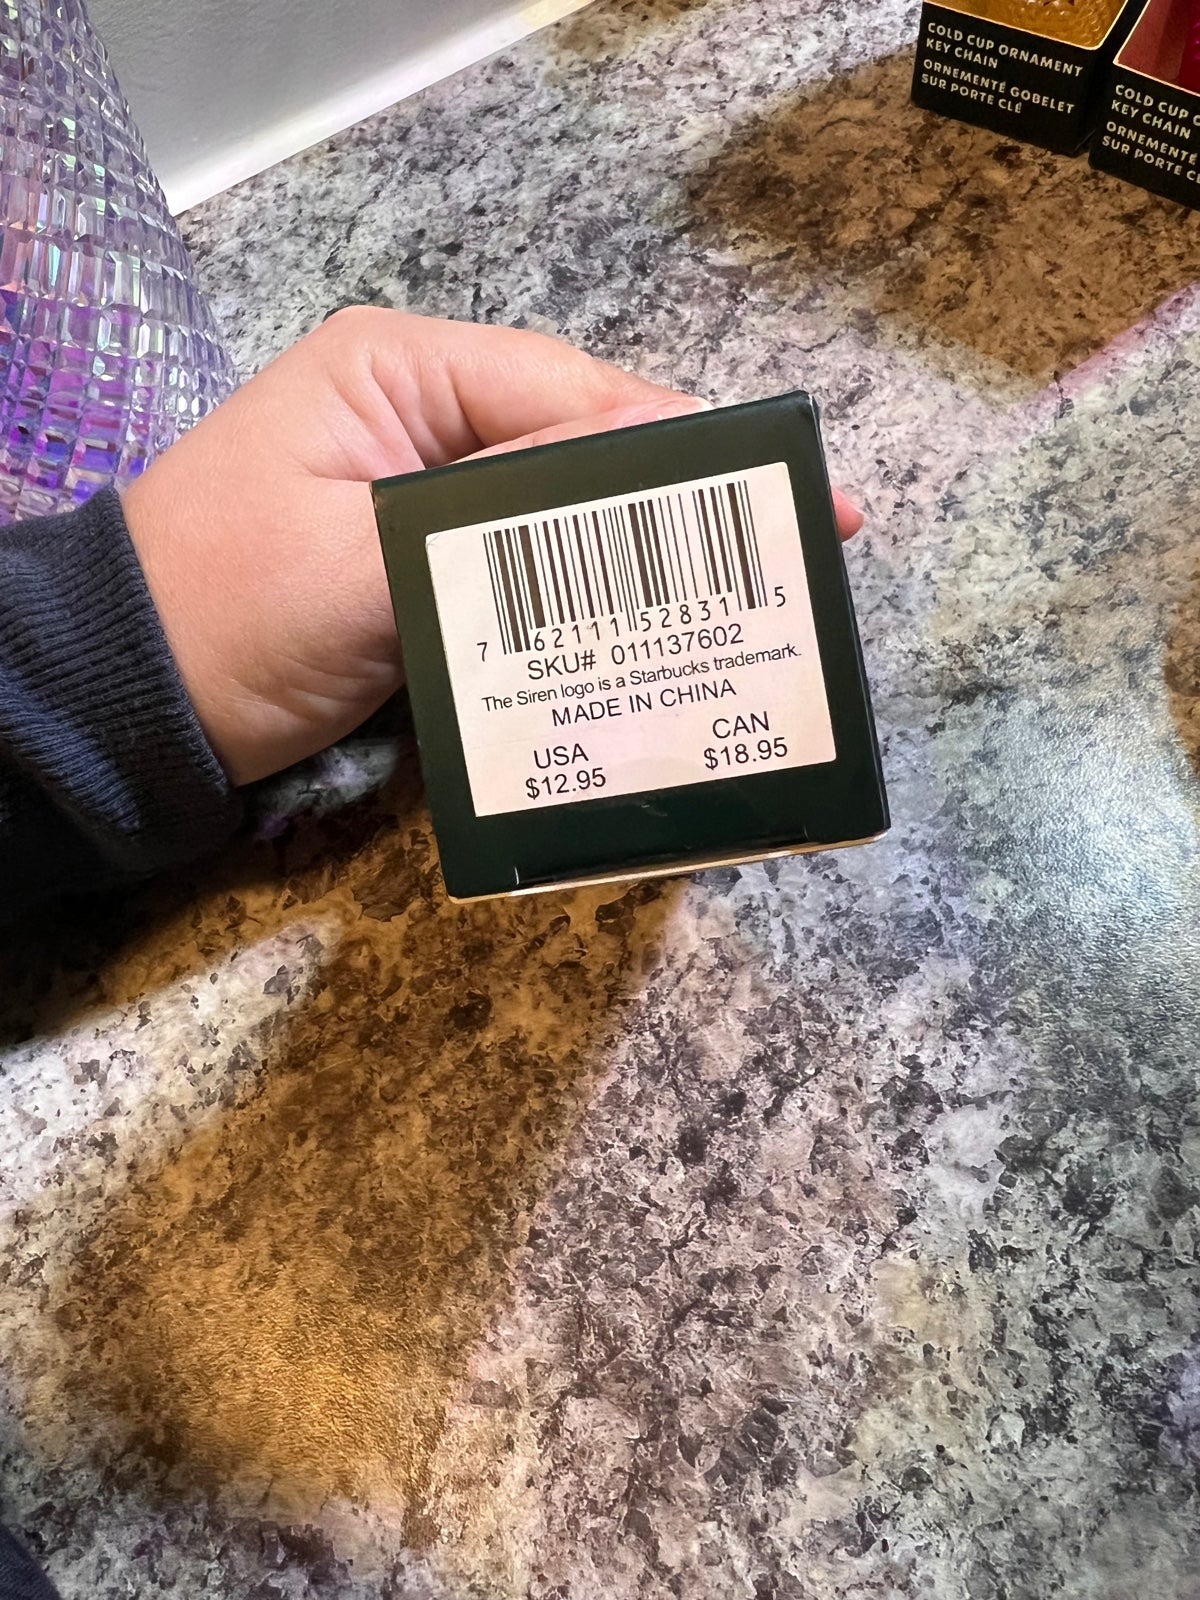 COLD CUP ORNAMENT
KEY CHAIN
ORNEMENTÉ GOBELET
SUR PORTE CLÉ
COLD CUP
KEY CHAIN
ORNEMENTÉ
SUR PORTE
7 62111 52831 5
SKU# 011137602
The Siren logo is a Starbucks trademark.
MADE IN CHINA
USA CAN
$12.95 $18.95